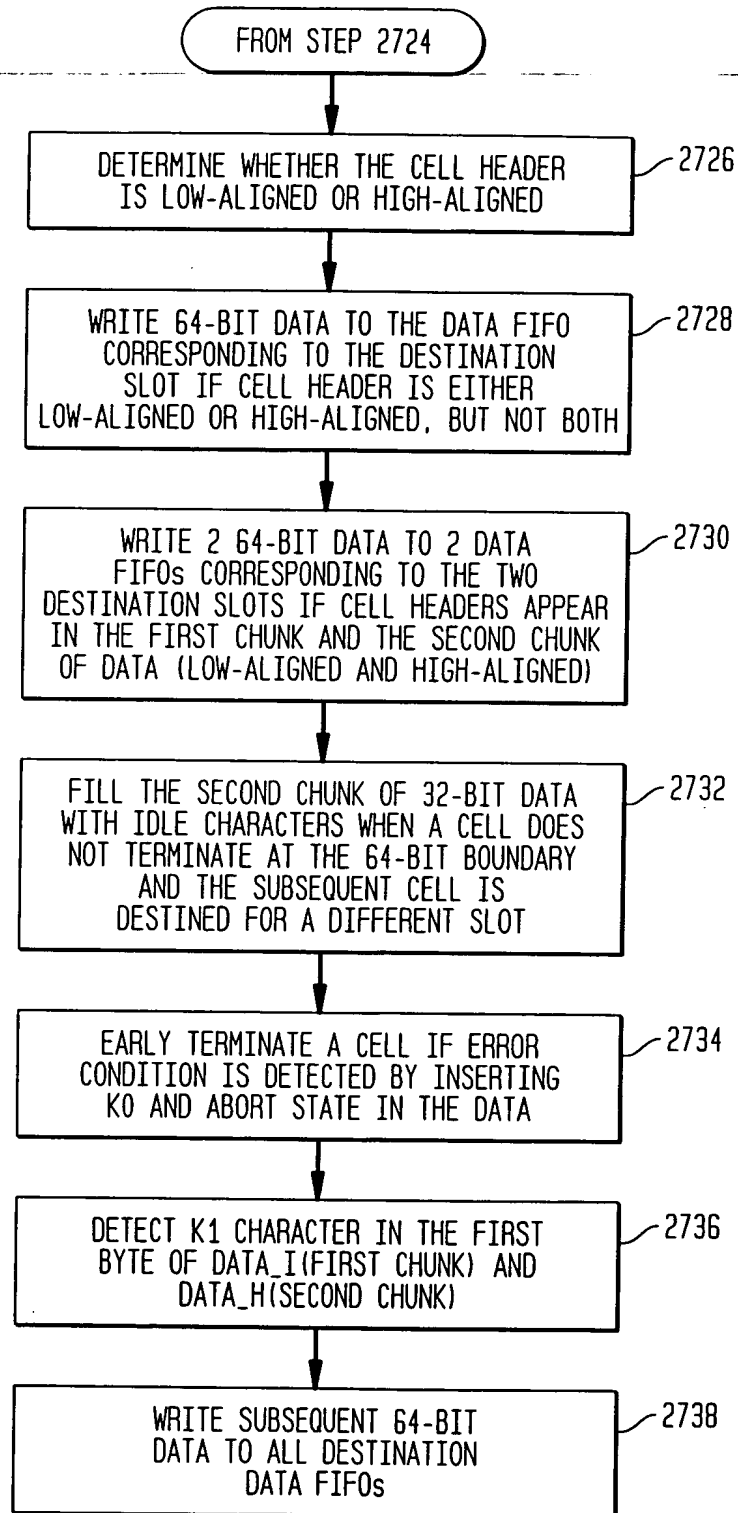 FROM STEP 2724
DETERMINE WHETHER THE CELL HEADER
IS LOW-ALIGNED OR HIGH-ALIGNED
2726
WRITE 64-BIT DATA TO THE DATA FIFO
CORRESPONDING TO THE DESTINATION
SLOT IF CELL HEADER IS EITHER
LOW-ALIGNED OR HIGH-ALIGNED, BUT NOT BOTH
2728
WRITE 2 64-BIT DATA TO 2 DATA
FIFOs CORRESPONDING TO THE TWO
DESTINATION SLOTS IF CELL HEADERS APPEAR
IN THE FIRST CHUNK AND THE SECOND CHUNK
OF DATA (LOW-ALIGNED AND HIGH-ALIGNED)
2730
FILL THE SECOND CHUNK OF 32-BIT DATA
WITH IDLE CHARACTERS WHEN A CELL DOES
NOT TERMINATE AT THE 64-BIT BOUNDARY
AND THE SUBSEQUENT CELL IS
DESTINED FOR A DIFFERENT SLOT
2732
EARLY TERMINATE A CELL IF ERROR
CONDITION IS DETECTED BY INSERTING
K0 AND ABORT STATE IN THE DATA
2734
DETECT K1 CHARACTER IN THE FIRST
BYTE OF DATA_I(FIRST CHUNK) AND
DATA_H(SECOND CHUNK)
2736
WRITE SUBSEQUENT 64-BIT
DATA TO ALL DESTINATION
DATA FIFOs
2738